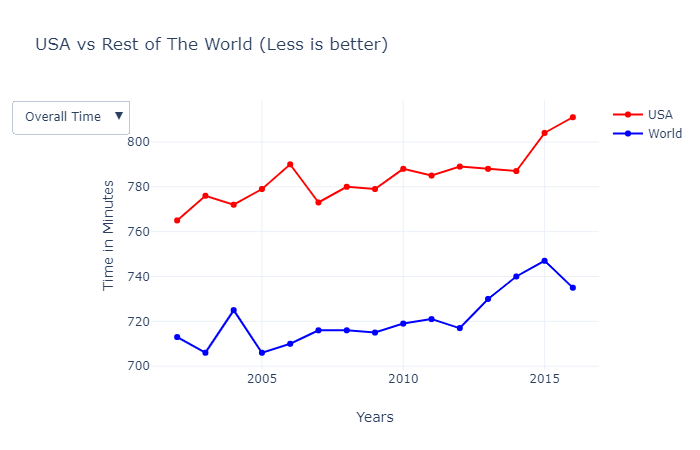 USA vs Rest of The World (Less is better)
Overall Time ▼
USA
World
800
780
760
740
720
700
Time in Minutes
2005 2010 2015
Years